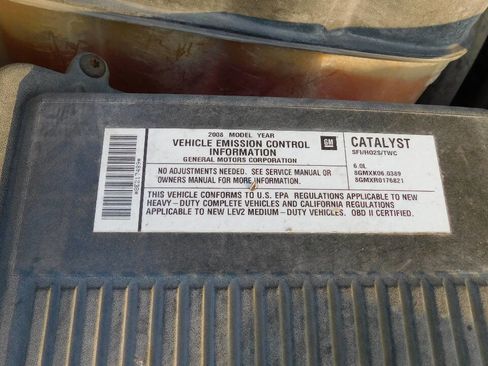 2008 MODEL YEAR
VEHICLE EMISSION CONTROL
INFORMATION
GENERAL MOTORS CORPORATION
GM
CATALYST
SFI/HO2S/TWC
NO ADJUSTMENTS NEEDED. SEE SERVICE MANUAL OR
OWNERS MANUAL FOR MORE INFORMATION.
6.0L
8GMXK06.0389
8GMXR0176821
THIS VEHICLE CONFORMS TO U.S. EPA REGULATIONS APPLICABLE TO NEW
HEAVY-DUTY COMPLETE VEHICLES AND CALIFORNIA REGULATIONS
APPLICABLE TO NEW LEV2 MEDIUM-DUTY VEHICLES. OBD II CERTIFIED.